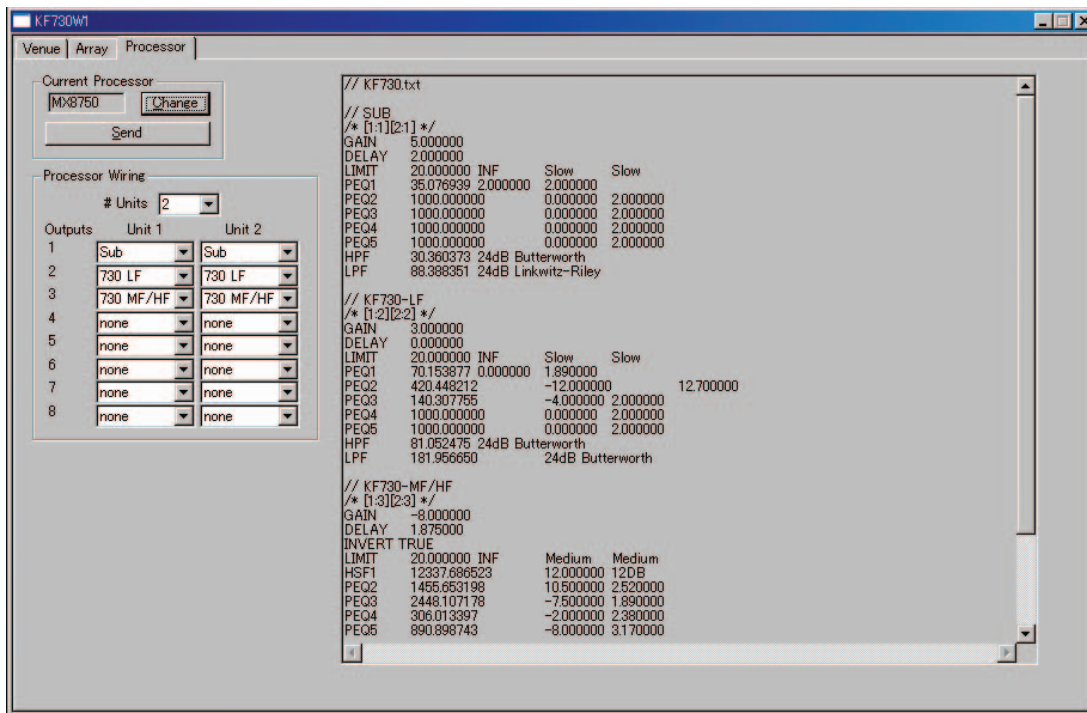 KF730W1
Venue Array Processor
Current Processor
MX8750 Change
Send
Processor Wiring
# Units 2
Outputs Unit 1 Unit 2
1 Sub Sub
2 730 LF 730 LF
3 730 MF/HF 730 MF/HF
4 none none
5 none none
6 none none
7 none none
8 none none
// KF730.txt
// SUB
/* [1:1][2:1] */
GAIN 5.000000
DELAY 2.000000
LIMIT 20.000000 INF Slow Slow
PEQ1 35.076939 2.000000 2.000000
PEQ2 1000.000000 0.000000 2.000000
PEQ3 1000.000000 0.000000 2.000000
PEQ4 1000.000000 0.000000 2.000000
PEQ5 1000.000000 0.000000 2.000000
HPF 30.360373 24dB Butterworth
LPF 88.388351 24dB Linkwitz-Riley
// KF730-LF
/* [1:2][2:2] */
GAIN 3.000000
DELAY 0.000000
LIMIT 20.000000 INF Slow Slow
PEQ1 70.153877 0.000000 1.890000
PEQ2 420.448212 -12.000000 12.700000
PEQ3 140.307755 -4.000000 2.000000
PEQ4 1000.000000 0.000000 2.000000
PEQ5 1000.000000 0.000000 2.000000
HPF 81.052475 24dB Butterworth
LPF 181.956650 24dB Butterworth
// KF730-MF/HF
/* [1:3][2:3] */
GAIN -8.000000
DELAY 1.875000
INVERT TRUE
LIMIT 20.000000 INF Medium Medium
HSF1 12337.686523 12.000000 12DB
PEQ2 1455.653198 10.500000 2.520000
PEQ3 2448.107178 -7.500000 1.890000
PEQ4 306.013397 -2.000000 2.380000
PEQ5 890.898743 -8.000000 3.170000